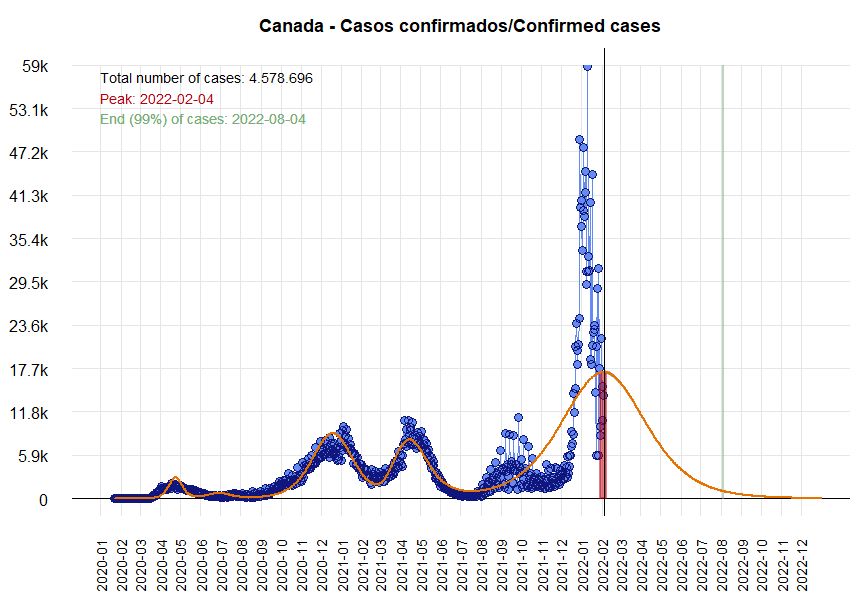 Canada - Casos confirmados/Confirmed cases
59k
Total number of cases: 4.578.696
Peak: 2022-02-04
53.1k
End (99%) of cases: 2022-08-04
47.2k
41.3k
35.4k
29.5k
23.6k
17.7k
11.8k
5.9k
0
2020-01
2020-02
2020-03
2020-04
2020-05
2020-06
2020-07
2020-08
2020-09
2020-10
2020-11
2020-12
2021-01
2021-02
2021-03
2021-04
2021-05
2021-06
2021-07
2021-08
2021-09
2021-10
2021-11
2021-12
2022-01
2022-02
2022-03
2022-04
2022-05
2022-06
2022-07
2022-08
2022-09
2022-10
2022-11
2022-12